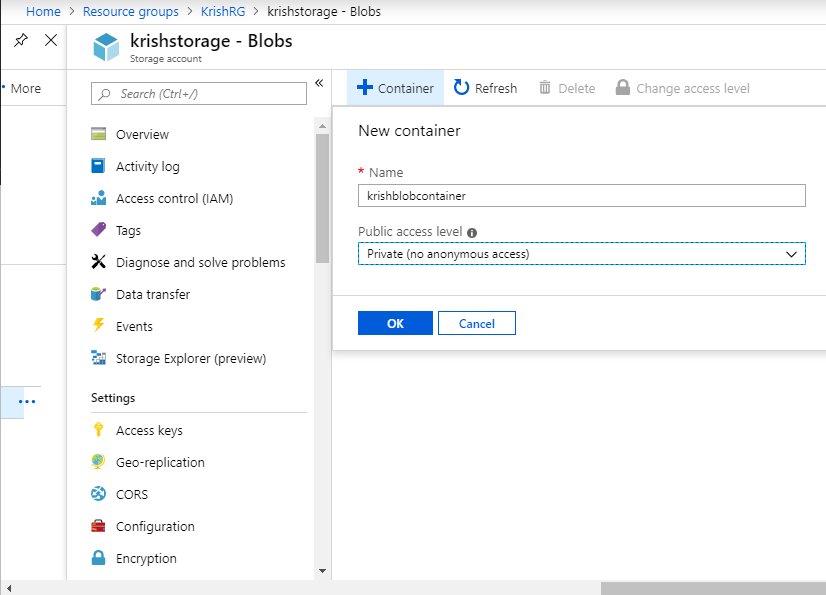 Home > Resource groups > KrishRG > krishstorage - Blobs
krishstorage - Blobs
Storage account
More
Search (Ctrl+/)
«
Overview
Activity log
Access control (IAM)
Tags
Diagnose and solve problems
Data transfer
Events
Storage Explorer (preview)
Settings
Access keys
Geo-replication
CORS
Configuration
Encryption
Container
Refresh
Delete
Change access level
New container
* Name
krishblobcontainer
Public access level
Private (no anonymous access)
OK
Cancel